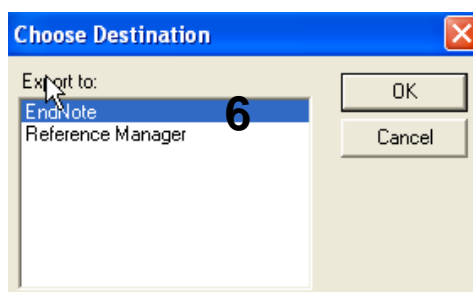 Choose Destination
Export to:
EndNote
6
Reference Manager
OK
Cancel